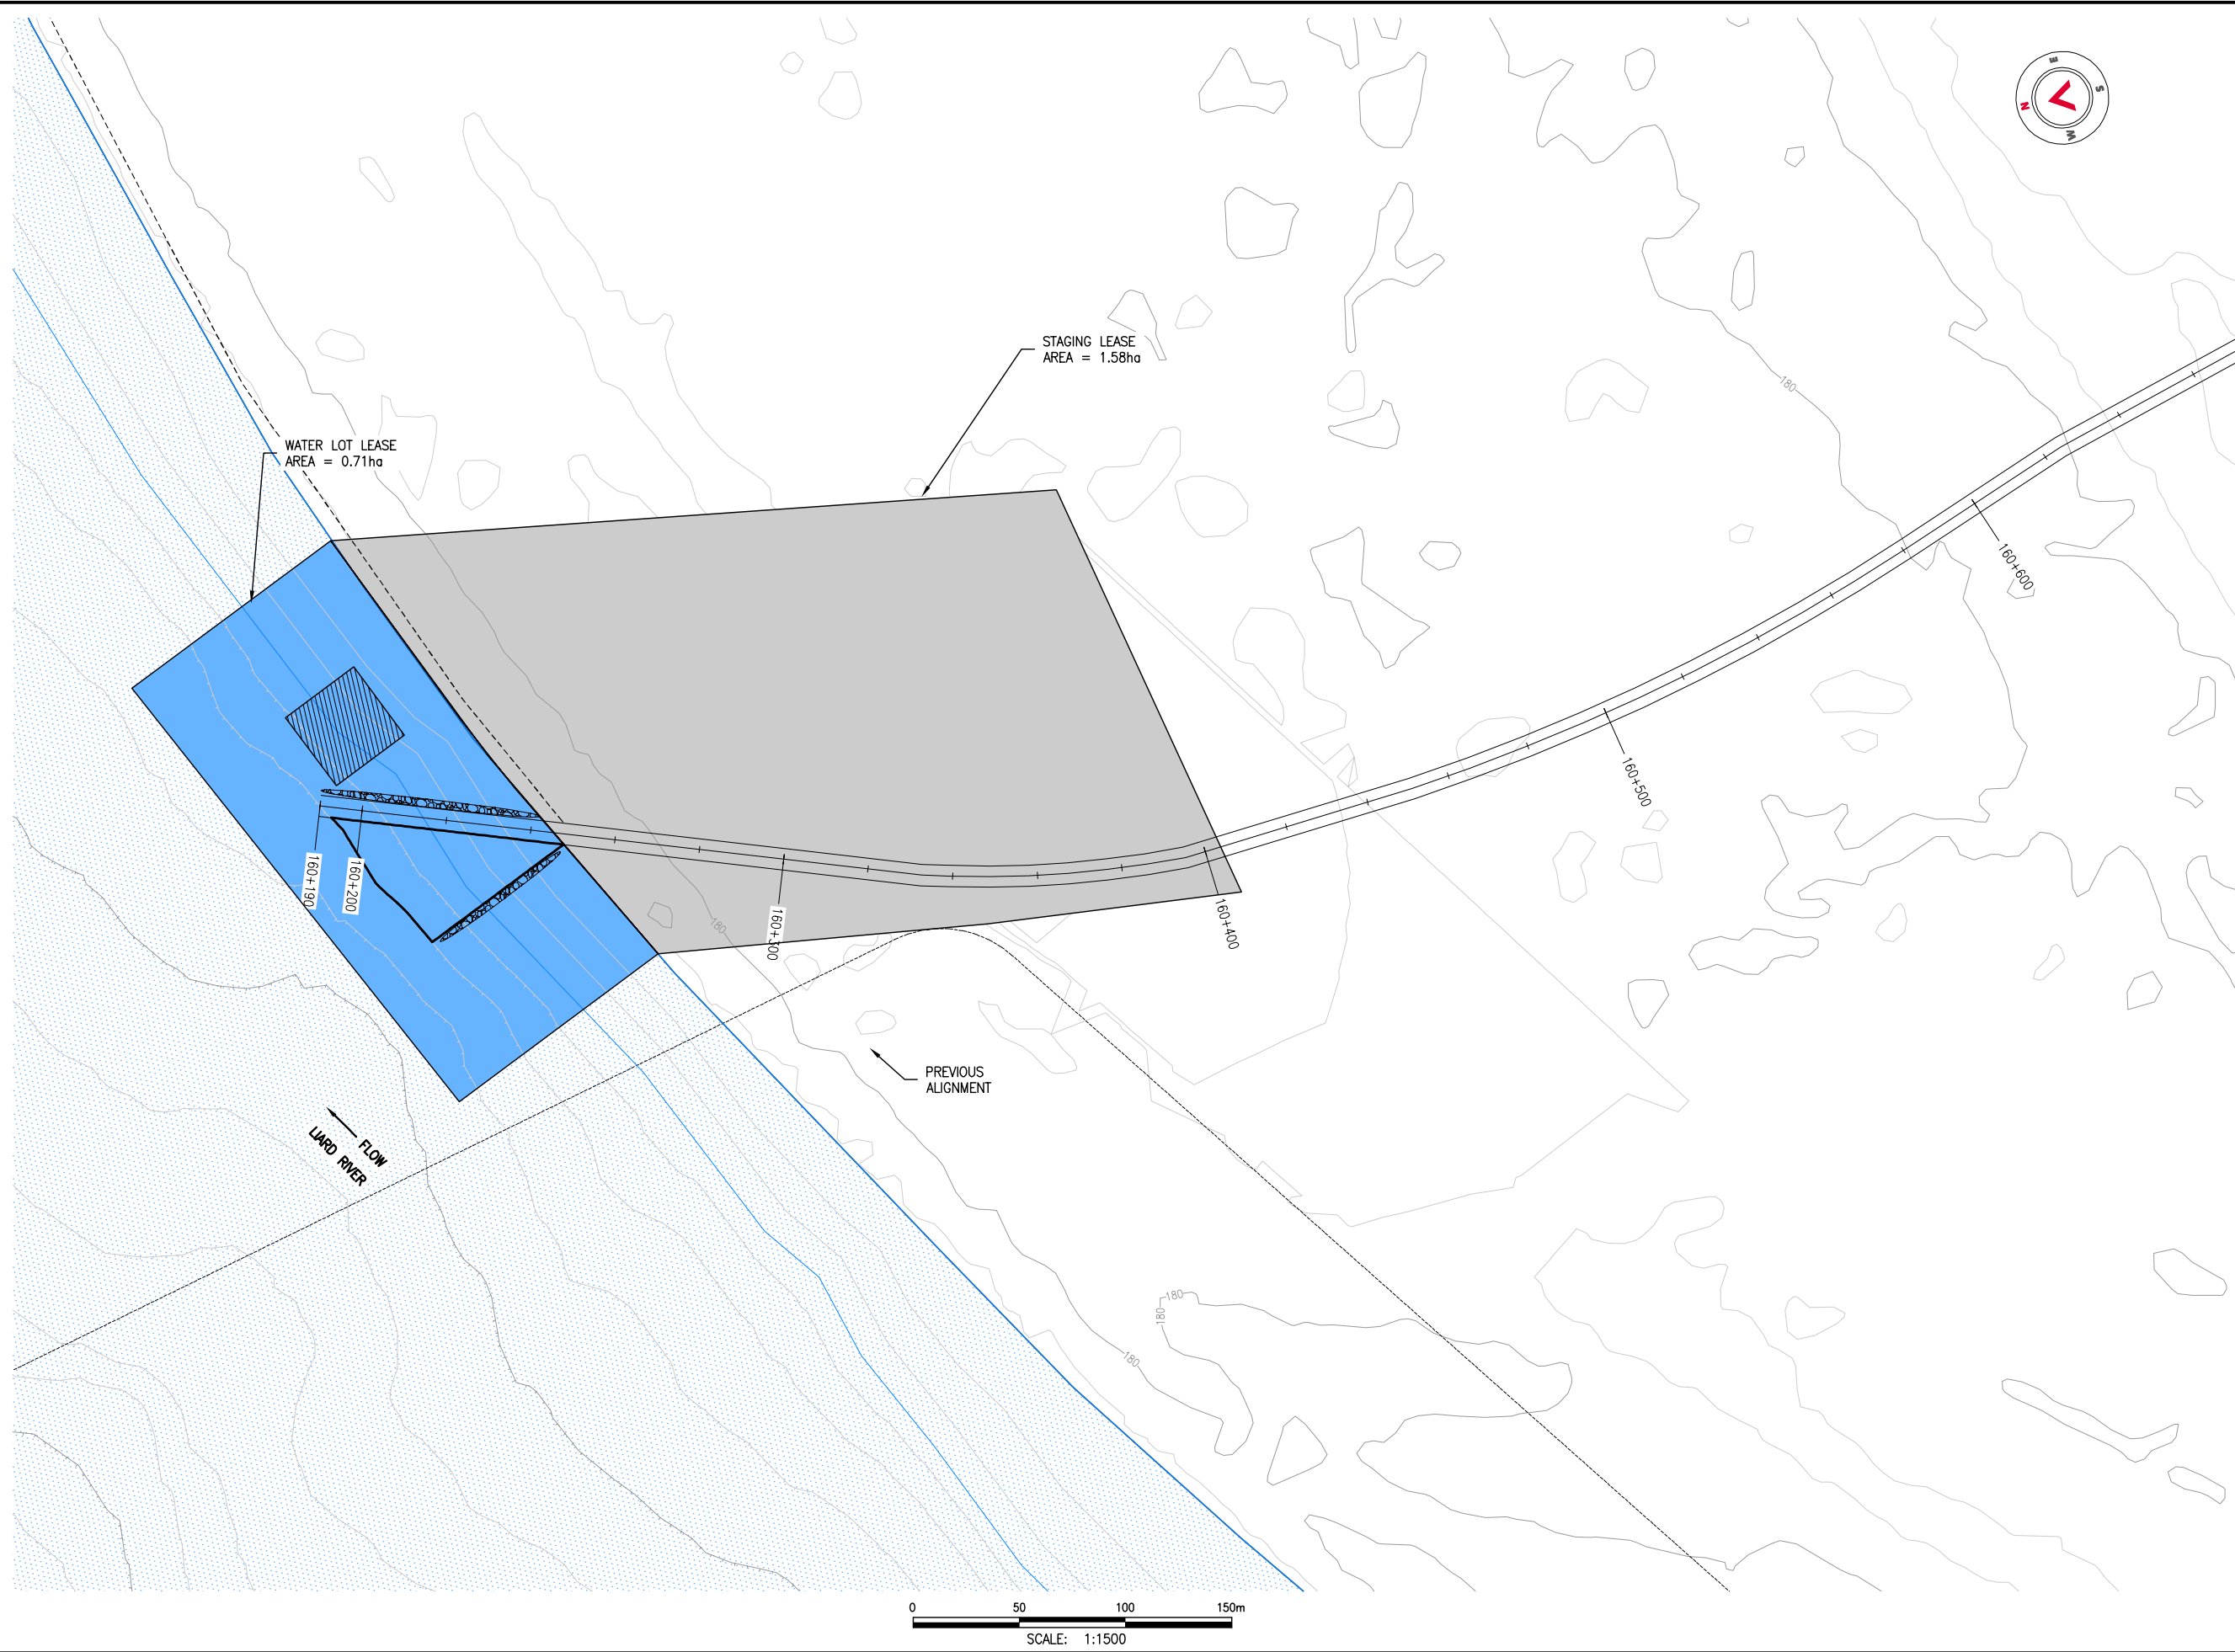 E
S
N
W
STAGING LEASE
AREA = 1.58ha
180
WATER LOT LEASE
AREA = 0.71ha
160+600
160+500
160+190
160+200
160+300
160+400
180
PREVIOUS
ALIGNMENT
FLOW
LIARD RIVER
180
180
180
0 50 100 150m
SCALE: 1:1500